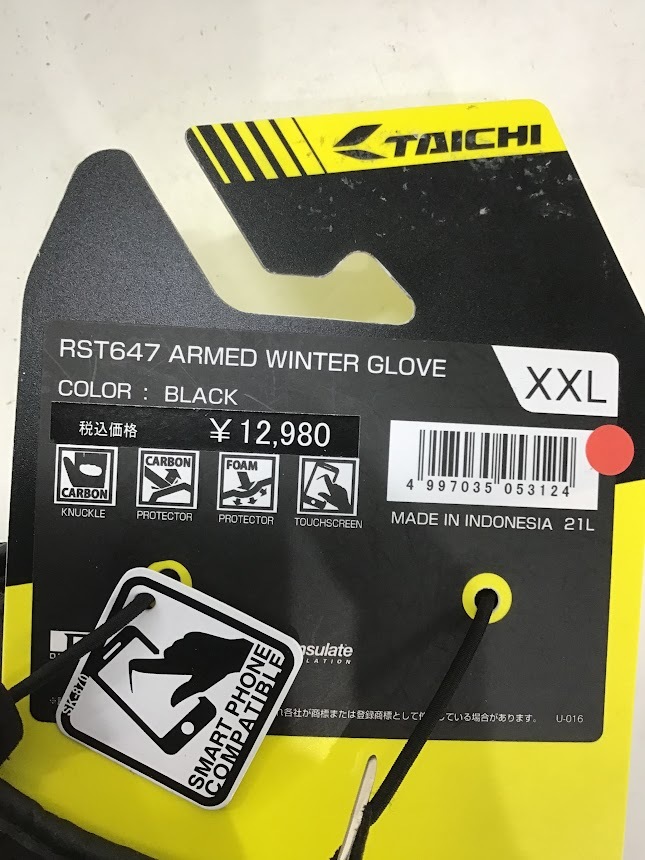 TAICHI
RST647 ARMED WINTER GLOVE
XXL
COLOR : BLACK
税込価格 ¥12,980
CARBON
KNUCKLE
CARBON
PROTECTOR
FOAM
PROTECTOR
TOUCHSCREEN
4 997035 053124
MADE IN INDONESIA 21L
SK-870
SMART PHONE
COMPATIBLE
nsulate
LATION
各社が商標または登録商標として
している場合があります。 U-016